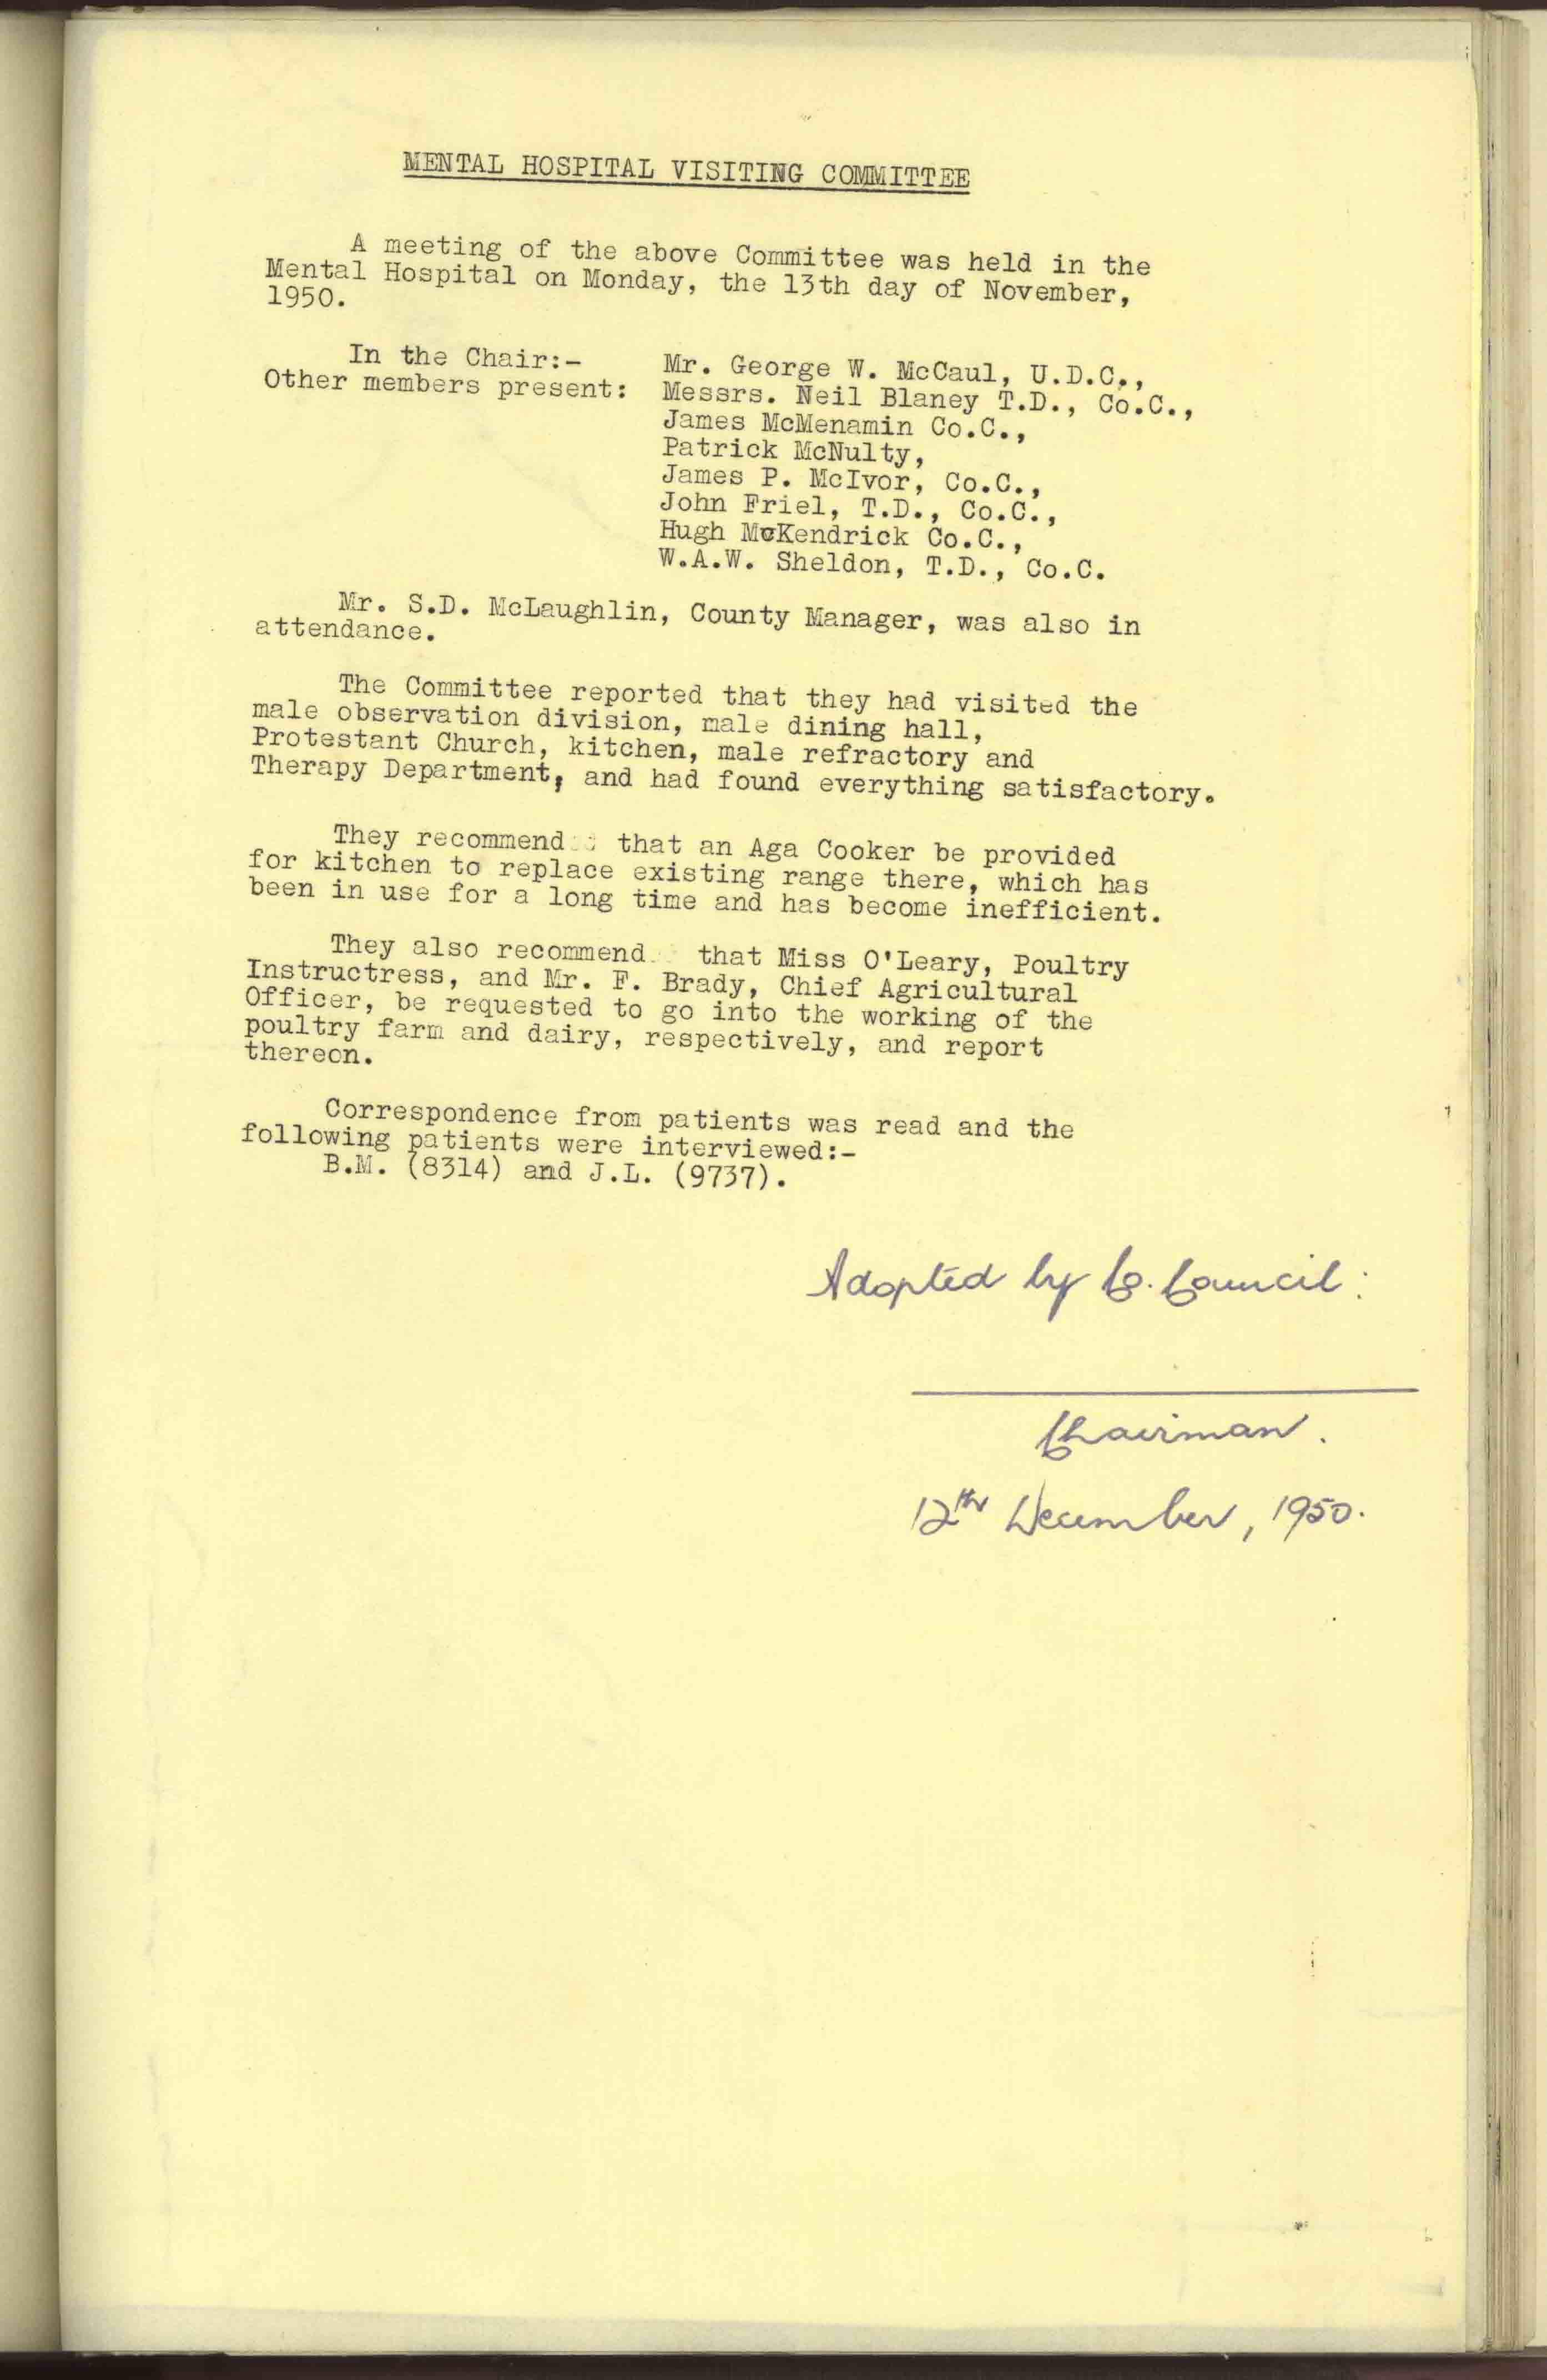 MENTAL HOSPITAL VISITING COMMITTEE
A meeting of the above Committee was held in the
Mental Hospital on Monday, the 13th day of November,
1950.
In the Chair:- Mr. George W. McCaul, U.D.C.,
Other members present: Messrs. Neil Blaney T.D., Co.C.,
James McMenamin Co.C.,
Patrick McNulty,
James P. McIvor, Co.C.,
John Friel, T.D., Co.C.,
Hugh McKendrick Co.C.,
W.A.W. Sheldon, T.D., Co.C.
Mr. S.D. McLaughlin, County Manager, was also in
attendance.
The Committee reported that they had visited the
male observation division, male dining hall,
Protestant Church, kitchen, male refractory and
Therapy Department, and had found everything satisfactory.
They recommend that an Aga Cooker be provided
for kitchen to replace existing range there, which has
been in use for a long time and has become inefficient.
They also recommend that Miss O'Leary, Poultry
Instructress, and Mr. F. Brady, Chief Agricultural
Officer, be requested to go into the working of the
poultry farm and dairy, respectively, and report
thereon.
Correspondence from patients was read and the
following patients were interviewed:-
B.M. (8314) and J.L. (9737).
Adopted by Co. Council:
Chairman.
12th December, 1950.